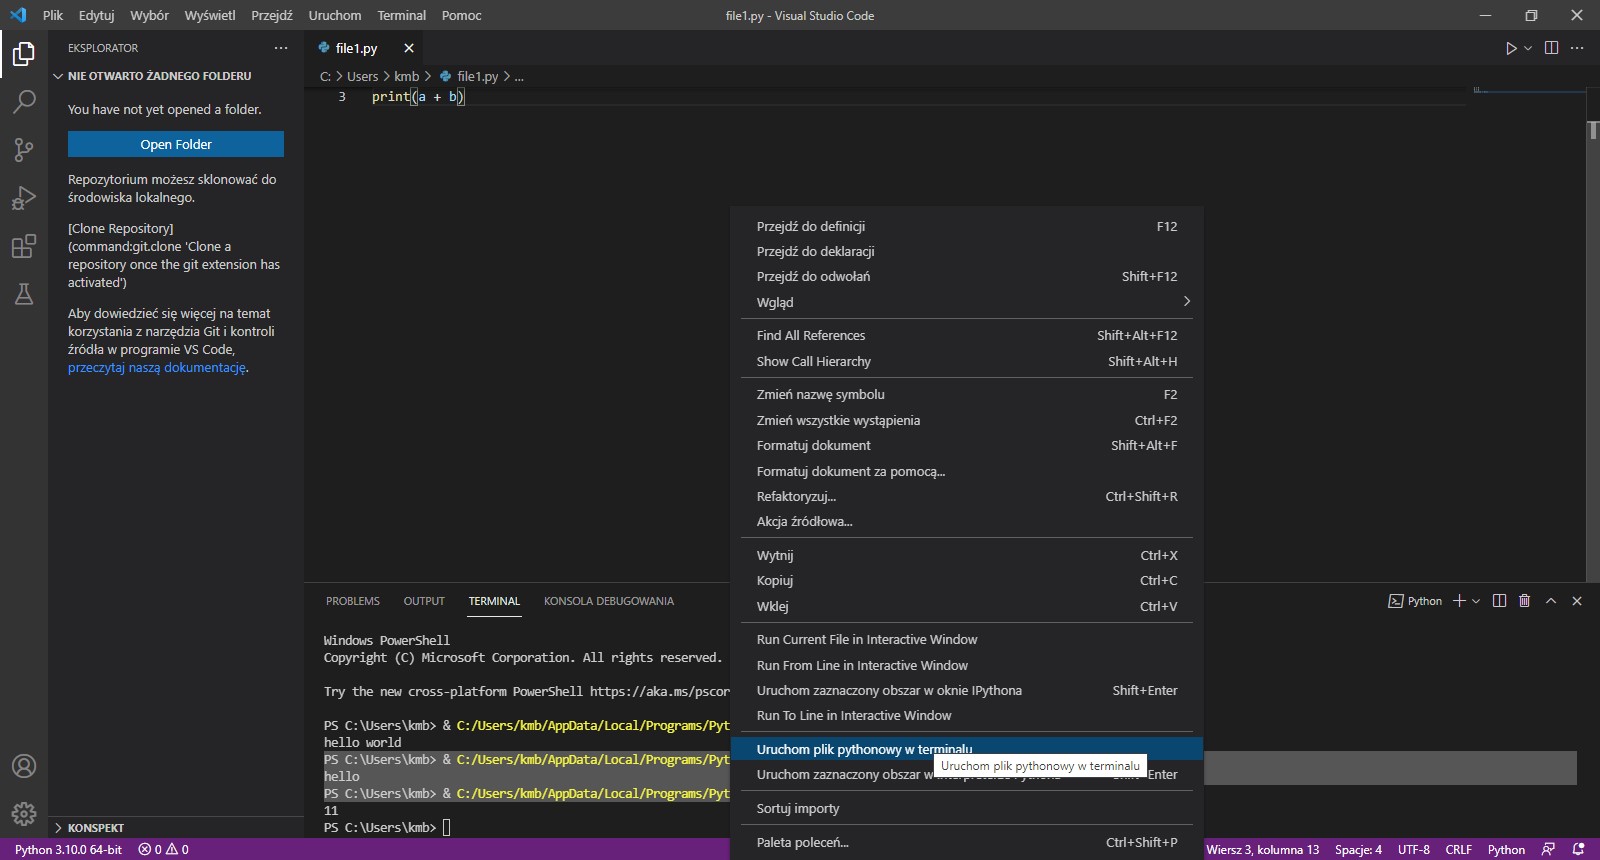 Plik Edytuj Wybór Wyświetl Przejdź Uruchom Terminal Pomoc
file1.py - Visual Studio Code
EKSPLORATOR
NIE OTWARTO ŻADNEGO FOLDERU
You have not yet opened a folder.
Open Folder
Repozytorium możesz sklonować do
środowiska lokalnego.
[Clone Repository]
(command:git.clone 'Clone a
repository once the git extension has
activated')
Aby dowiedzieć się więcej na temat
korzystania z narzędzia Git i kontroli
źródła w programie VS Code,
przeczytaj naszą dokumentację.
KONSPEKT
file1.py
C: > Users > kmb > file1.py > ...
3 print(a + b)
Przejdź do definicji F12
Przejdź do deklaracji
Przejdź do odwołań Shift+F12
Wgląd
Find All References Shift+Alt+F12
Show Call Hierarchy Shift+Alt+H
Zmień nazwę symbolu F2
Zmień wszystkie wystąpienia Ctrl+F2
Formatuj dokument Shift+Alt+F
Formatuj dokument za pomocą...
Refaktoryzuj... Ctrl+Shift+R
Akcja źródłowa...
Wytnij Ctrl+X
Kopiuj Ctrl+C
Wklej Ctrl+V
Run Current File in Interactive Window
Run From Line in Interactive Window
Uruchom zaznaczony obszar w oknie IPythona Shift+Enter
Run To Line in Interactive Window
Uruchom plik pythonowy w terminalu
Uruchom plik pythonowy w terminalu
Uruchom zaznaczony obszar w Enter
Sortuj importy
Paleta poleceń... Ctrl+Shift+P
PROBLEMS OUTPUT TERMINAL KONSOLA DEBUGOWANIA
Python
Windows PowerShell
Copyright (C) Microsoft Corporation. All rights reserved.
Try the new cross-platform PowerShell https://aka.ms/pscor
PS C:\Users\kmb> & C:/Users/kmb/AppData/Local/Programs/Pyt
hello world
PS C:\Users\kmb> & C:/Users/kmb/AppData/Local/Programs/Pyt
hello
PS C:\Users\kmb> & C:/Users/kmb/AppData/Local/Programs/Pyt
11
PS C:\Users\kmb>
Python 3.10.0 64-bit 0 0
Wiersz 3, kolumna 13 Spacje: 4 UTF-8 CRLF Python